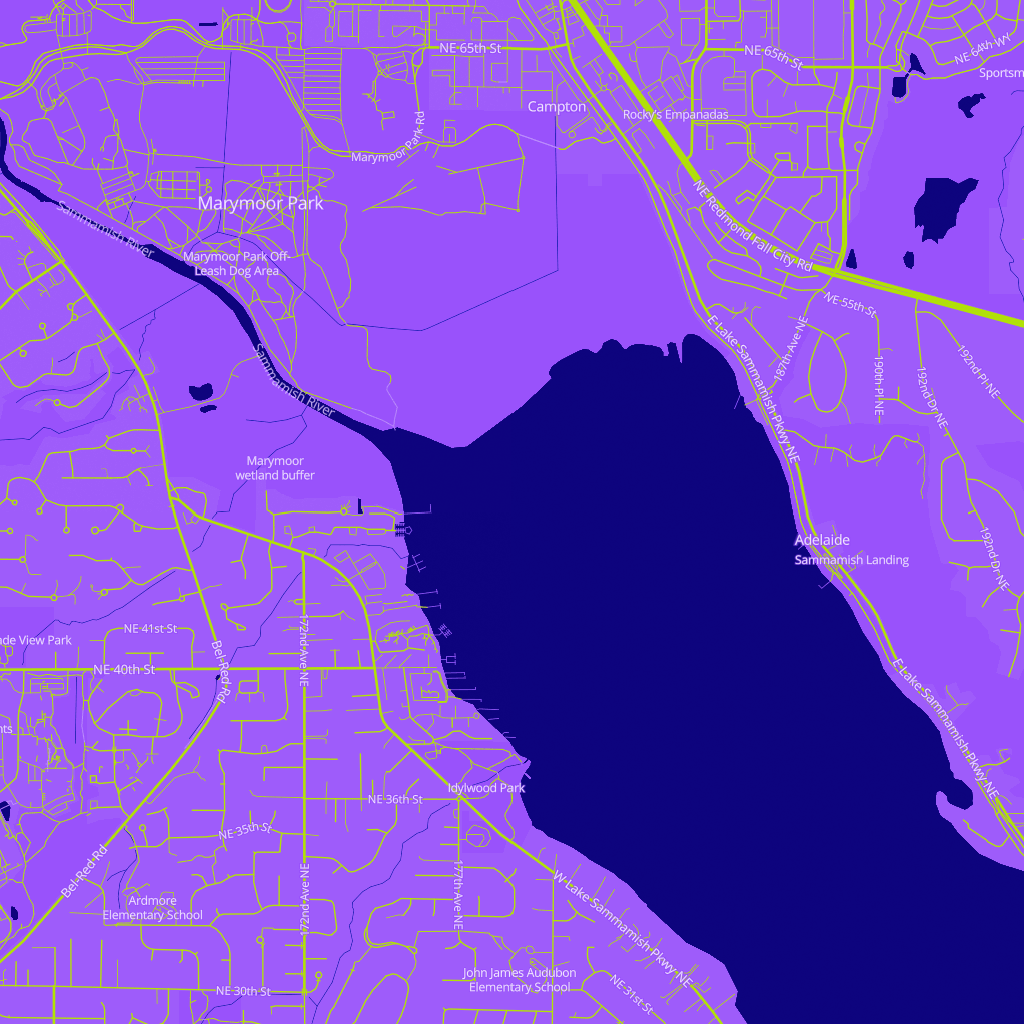 NE 65th St
NE 65th St
NE 64th WY
Sportsm
Campton
Rocky's Empanadas
Marymoor Park Rd
Marymoor Park
Sammamish River
NE Redmond Fall City Rd
Marymoor Park Off-
Leash Dog Area
NE 55th St
E Lake Sammamish Pkwy NE
187th Ave NE
190th Pl NE
192nd Dr NE
192nd Pl NE
Sammamish River
Marymoor
wetland buffer
Adelaide
Sammamish Landing
192nd Dr NE
NE 41st St
ade View Park
172nd Ave NE
Bel-Red Rd
NE 40th St
E Lake Sammamish Pkwy NE
nts
Idylwood Park
NE 36th St
NE 35th St
Bel-Red Rd
177th Ave NE
172nd Ave NE
W Lake Sammamish Pkwy NE
Ardmore
Elementary School
John James Audubon
Elementary School
NE 30th St
NE 31st St